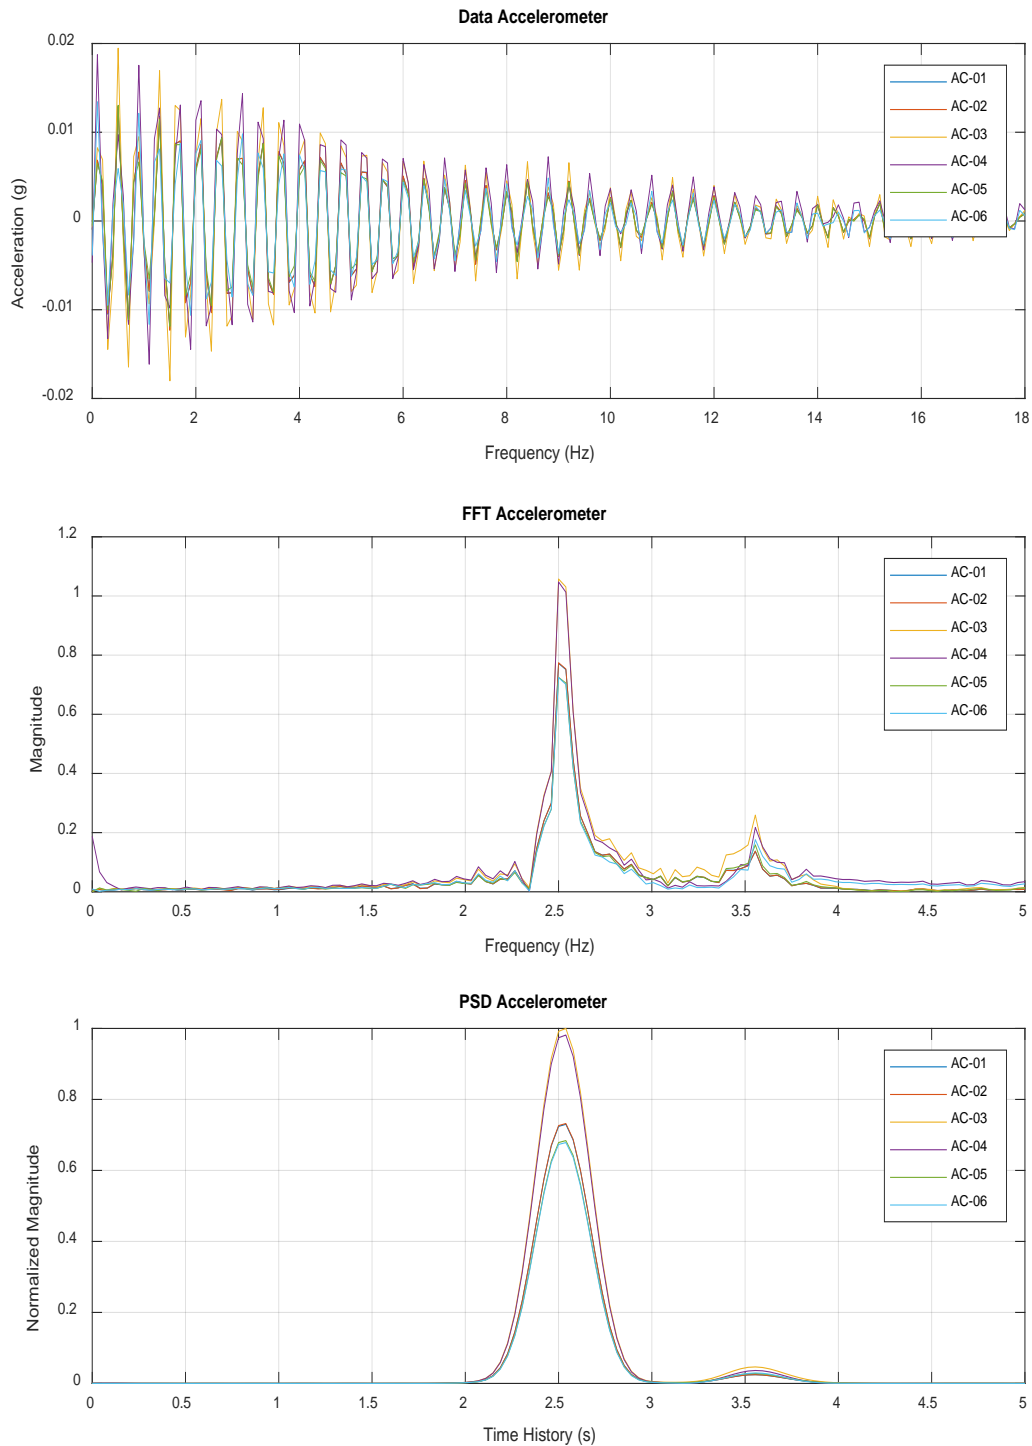 Data Accelerometer
0.02
0.01
0
-0.01
-0.02
Acceleration (g)
AC-01
AC-02
AC-03
AC-04
AC-05
AC-06
0 2 4 6 8 10 12 14 16 18
Frequency (Hz)
FFT Accelerometer
1.2
1
0.8
0.6
0.4
0.2
0
Magnitude
AC-01
AC-02
AC-03
AC-04
AC-05
AC-06
0 0.5 1 1.5 2 2.5 3 3.5 4 4.5 5
Frequency (Hz)
PSD Accelerometer
1
0.8
0.6
0.4
0.2
0
Normalized Magnitude
AC-01
AC-02
AC-03
AC-04
AC-05
AC-06
0 0.5 1 1.5 2 2.5 3 3.5 4 4.5 5
Time History (s)